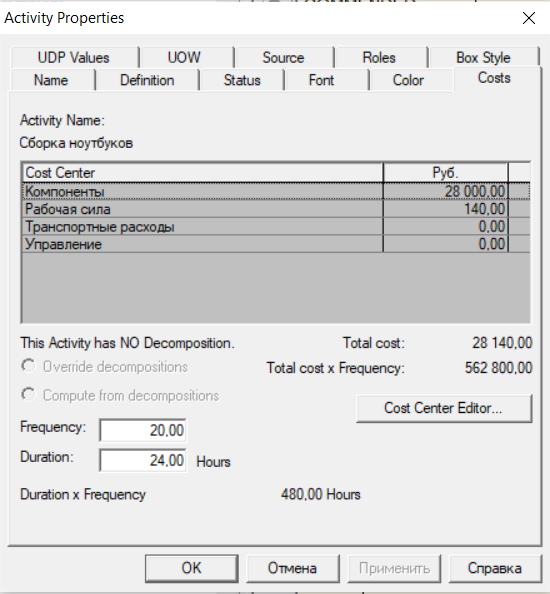 Activity Properties
UDP Values UOW Source Roles Box Style
Name Definition Status Font Color Costs
Activity Name:
Сборка ноутбуков
Cost Center Руб.
Компоненты 28 000,00
Рабочая сила 140,00
Транспортные расходы 0,00
Управление 0,00
This Activity has NO Decomposition. Total cost: 28 140,00
Override decompositions Total cost x Frequency: 562 800,00
Compute from decompositions
Cost Center Editor...
Frequency: 20,00
Duration: 24,00 Hours
Duration x Frequency 480,00 Hours
OK Отмена Применить Справка